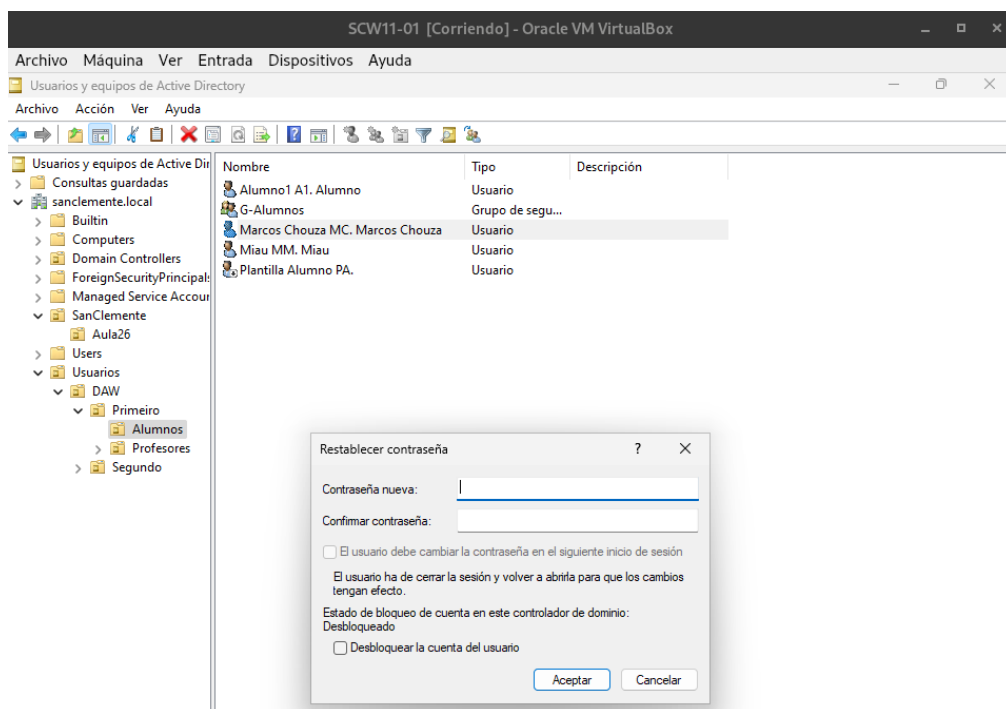 SCW11-01 [Corriendo] - Oracle VM VirtualBox
Archivo Máquina Ver Entrada Dispositivos Ayuda
Usuarios y equipos de Active Directory
Archivo Acción Ver Ayuda
Usuarios y equipos de Active Dir
Consultas guardadas
sanclemente.local
Builtin
Computers
Domain Controllers
ForeignSecurityPrincipal:
Managed Service Accour
SanClemente
Aula26
Users
Usuarios
DAW
Primeiro
Alumnos
Profesores
Segundo
Nombre Tipo Descripción
Alumno1 A1. Alumno Usuario
G-Alumnos Grupo de segu...
Marcos Chouza MC. Marcos Chouza Usuario
Miau MM. Miau Usuario
Plantilla Alumno PA. Usuario
Restablecer contraseña ?
Contraseña nueva:
Confirmar contraseña:
El usuario debe cambiar la contraseña en el siguiente inicio de sesión
El usuario ha de cerrar la sesión y volver a abrirla para que los cambios
tengan efecto.
Estado de bloqueo de cuenta en este controlador de dominio:
Desbloqueado
Desbloquear la cuenta del usuario
Aceptar Cancelar